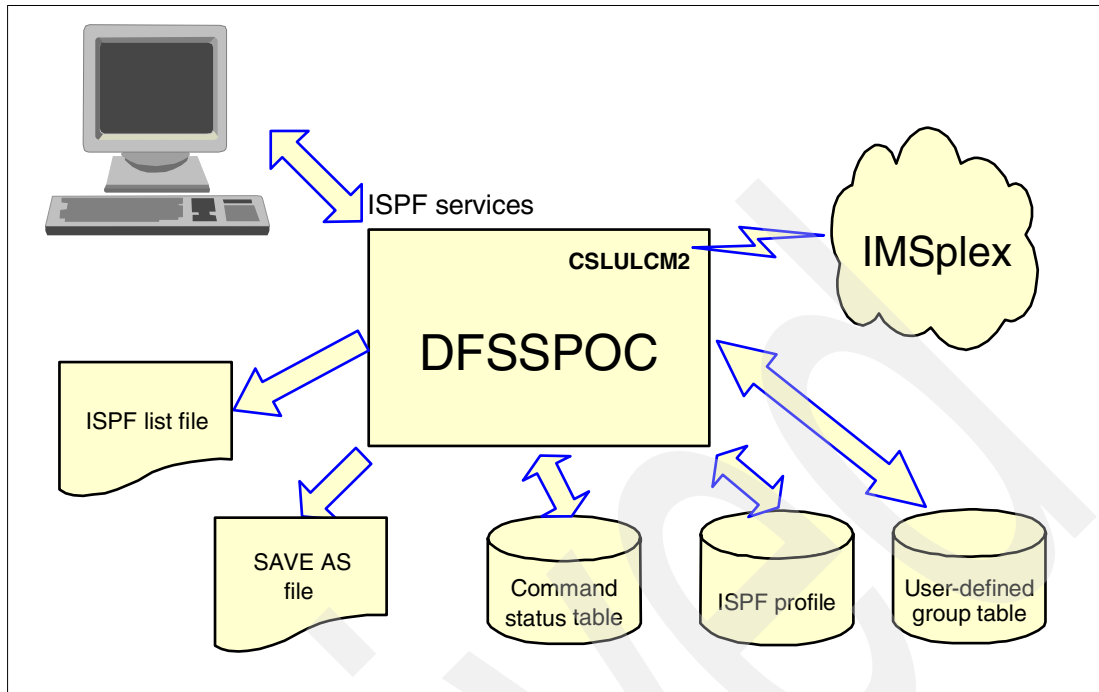 ISPF services
CSLULCM2
IMSplex
DFSSPOC
ISPF list file
SAVE AS
file
Command
status table
ISPF profile
User-defined
group table